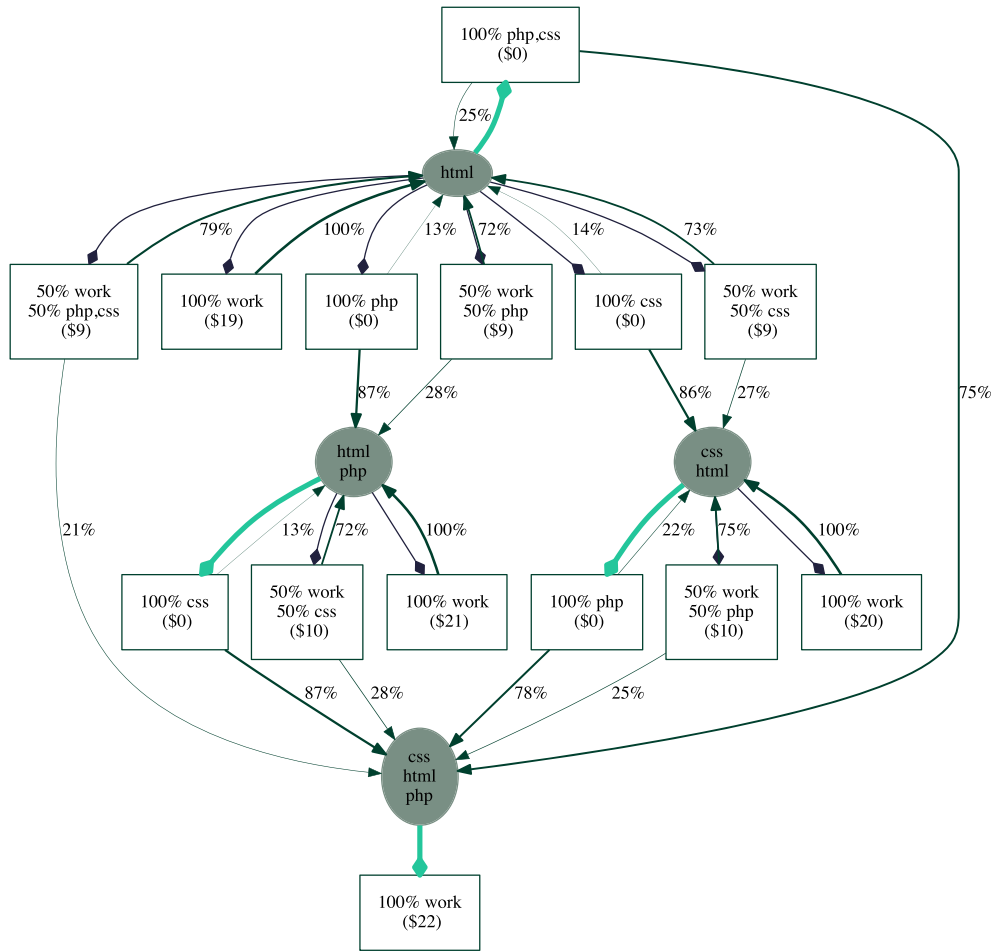 100% php,css
($0)
25%
html
79%
100%
13%
72%
14%
73%
50% work
50% php,css
($9)
100% work
($19)
100% php
($0)
50% work
50% php
($9)
100% css
($0)
50% work
50% css
($9)
87%
28%
86%
27%
75%
html
php
css
html
21%
13%
72%
100%
22%
75%
100%
100% css
($0)
50% work
50% css
($10)
100% work
($21)
100% php
($0)
50% work
50% php
($10)
100% work
($20)
87%
28%
78%
25%
css
html
php
100% work
($22)